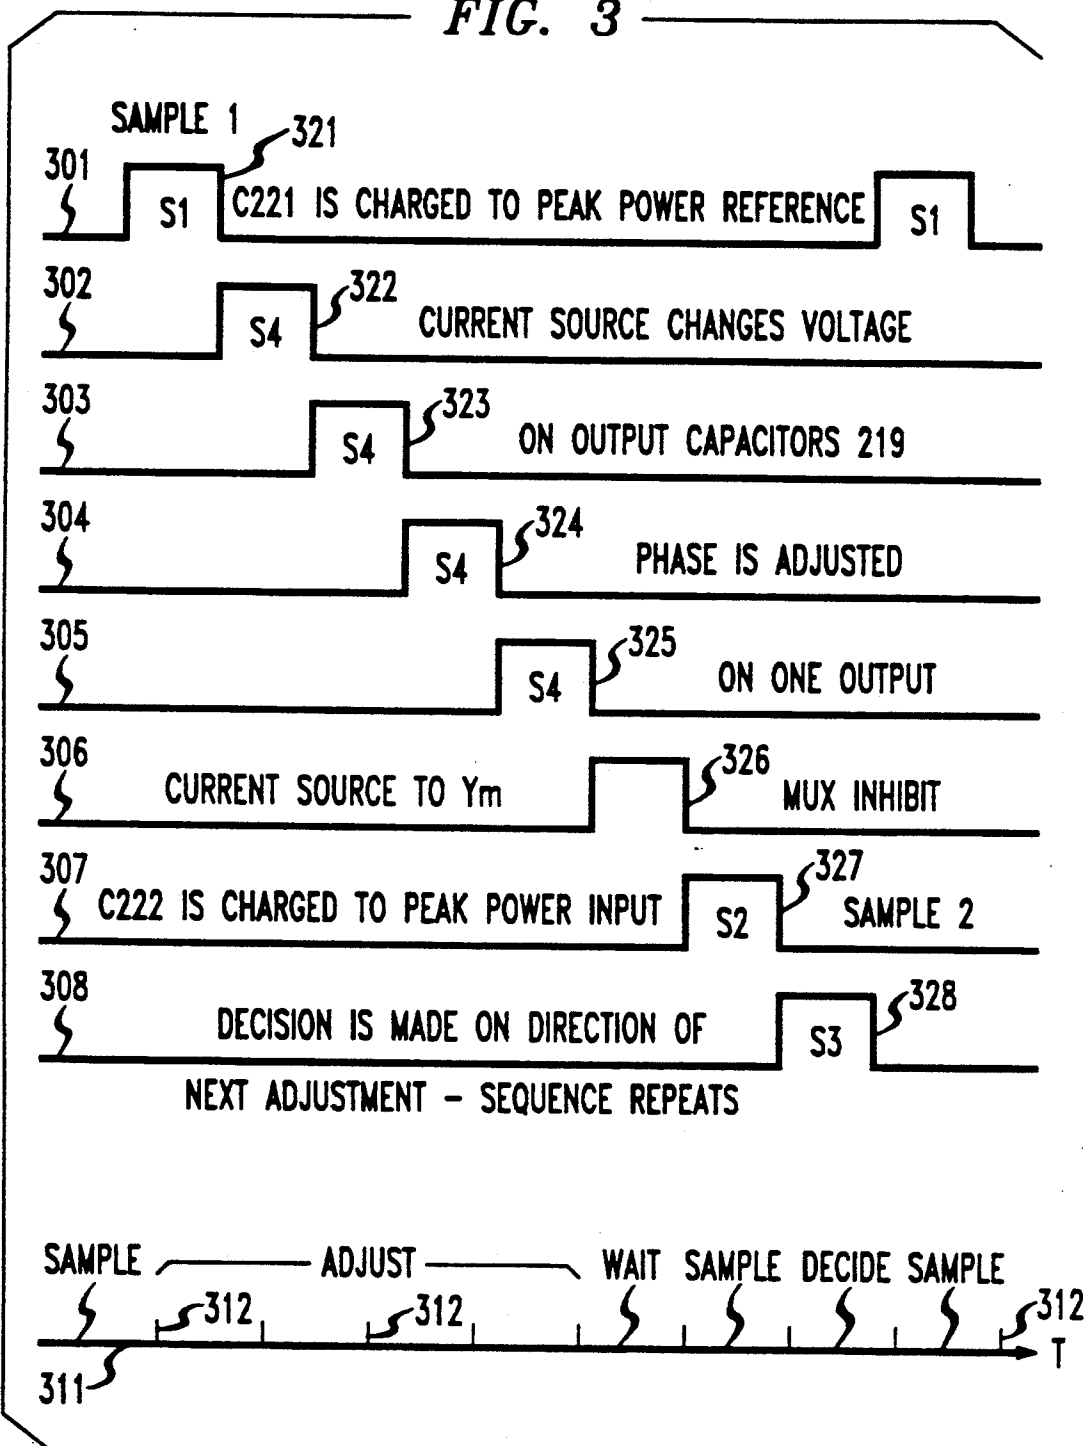 FIG. 3
SAMPLE 1
321
301
S1
C221 IS CHARGED TO PEAK POWER REFERENCE
S1
302
322
S4
CURRENT SOURCE CHANGES VOLTAGE
303
323
S4
ON OUTPUT CAPACITORS 219
304
324
S4
PHASE IS ADJUSTED
305
325
S4
ON ONE OUTPUT
306
326
CURRENT SOURCE TO Ym
MUX INHIBIT
307
327
C222 IS CHARGED TO PEAK POWER INPUT
S2
SAMPLE 2
308
328
DECISION IS MADE ON DIRECTION OF
S3
NEXT ADJUSTMENT - SEQUENCE REPEATS
SAMPLE ADJUST WAIT SAMPLE DECIDE SAMPLE
312 312 312
T
311